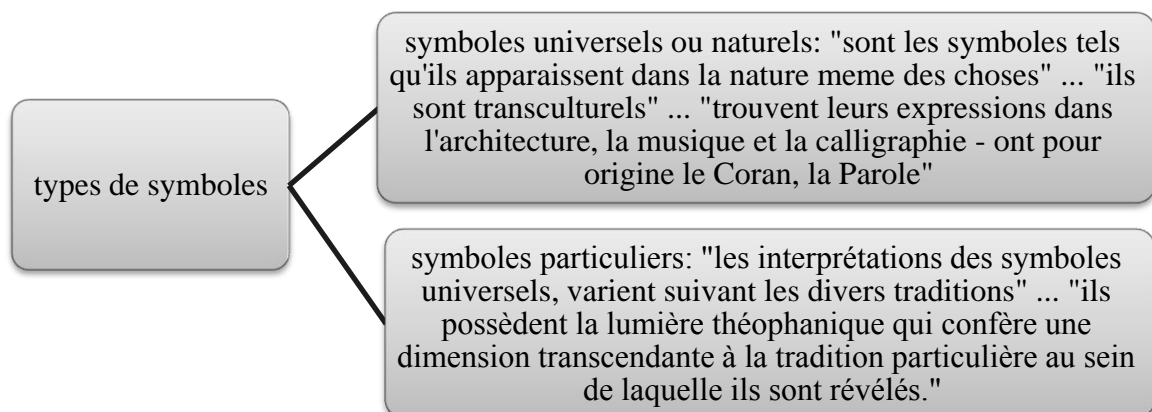 types de symboles
symboles universels ou naturels: "sont les symboles tels
qu'ils apparaissent dans la nature meme des choses" ... "ils
sont transculturels" ... "trouvent leurs expressions dans
l'architecture, la musique et la calligraphie - ont pour
origine le Coran, la Parole"
symboles particuliers: "les interprétations des symboles
universels, varient suivant les divers traditions" ... "ils
possèdent la lumière théophanique qui confère une
dimension transcendante à la tradition particulière au sein
de laquelle ils sont révélés."